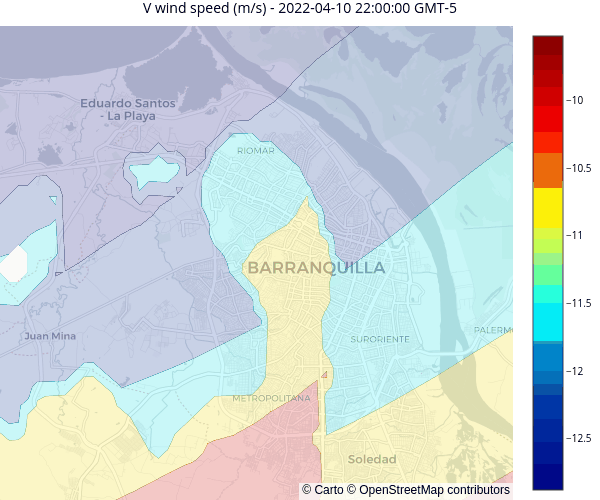 V wind speed (m/s) - 2022-04-10 22:00:00 GMT-5
Eduardo Santos
- La Playa
RIOMAR
BARRANQUILLA
Juan Mina
SURORIENTE
PALERMO
METROPOLITANA
Soledad
−10
−10.5
−11
−11.5
−12
−12.5
© Carto © OpenStreetMap contributors